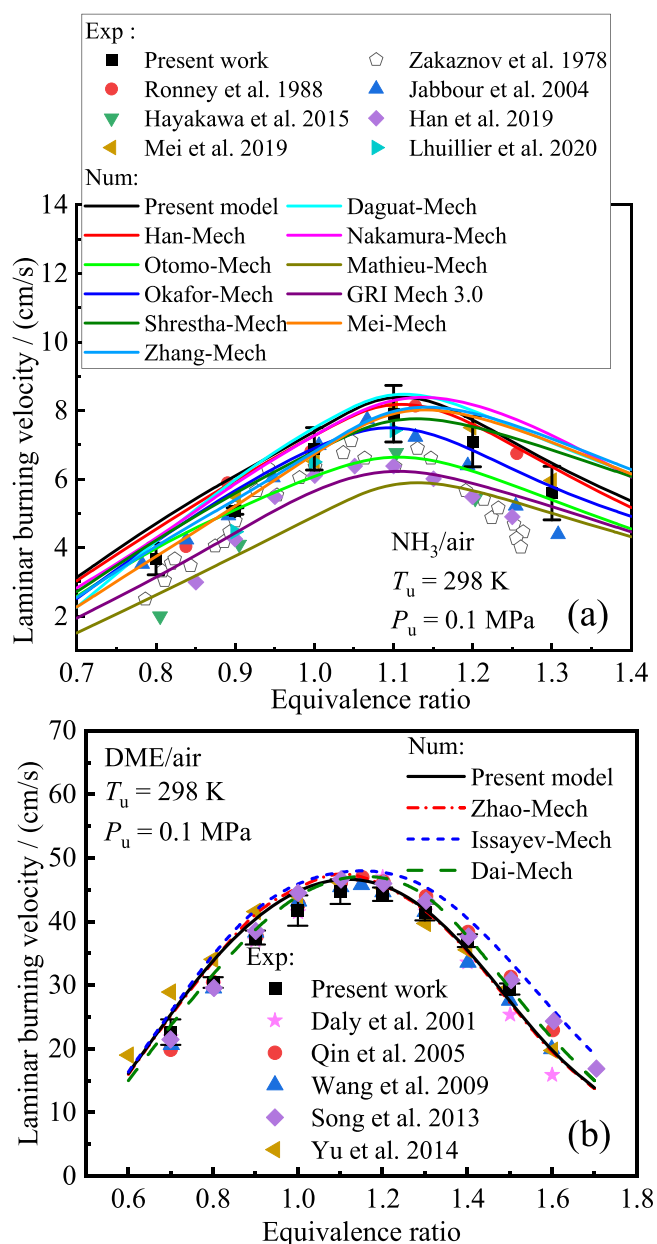 Exp :
Present work Zakaznov et al. 1978
Ronney et al. 1988 Jabbour et al. 2004
Hayakawa et al. 2015 Han et al. 2019
Mei et al. 2019 Lhuillier et al. 2020
Num:
Present model Daguat-Mech
Han-Mech Nakamura-Mech
Otomo-Mech Mathieu-Mech
Okafor-Mech GRI Mech 3.0
Shrestha-Mech Mei-Mech
Zhang-Mech
Laminar burning velocity / (cm/s)
14
12
10
8
6
4
2
NH₃/air
Tᵤ = 298 K
Pᵤ = 0.1 MPa
(a)
0.7 0.8 0.9 1.0 1.1 1.2 1.3 1.4
Equivalence ratio
Laminar burning velocity / (cm/s)
70
60
50
40
30
20
10
0
DME/air
Tᵤ = 298 K
Pᵤ = 0.1 MPa
Num:
Present model
Zhao-Mech
Issayev-Mech
Dai-Mech
Exp:
Present work
Daly et al. 2001
Qin et al. 2005
Wang et al. 2009
Song et al. 2013
Yu et al. 2014
(b)
0.6 0.8 1.0 1.2 1.4 1.6 1.8
Equivalence ratio